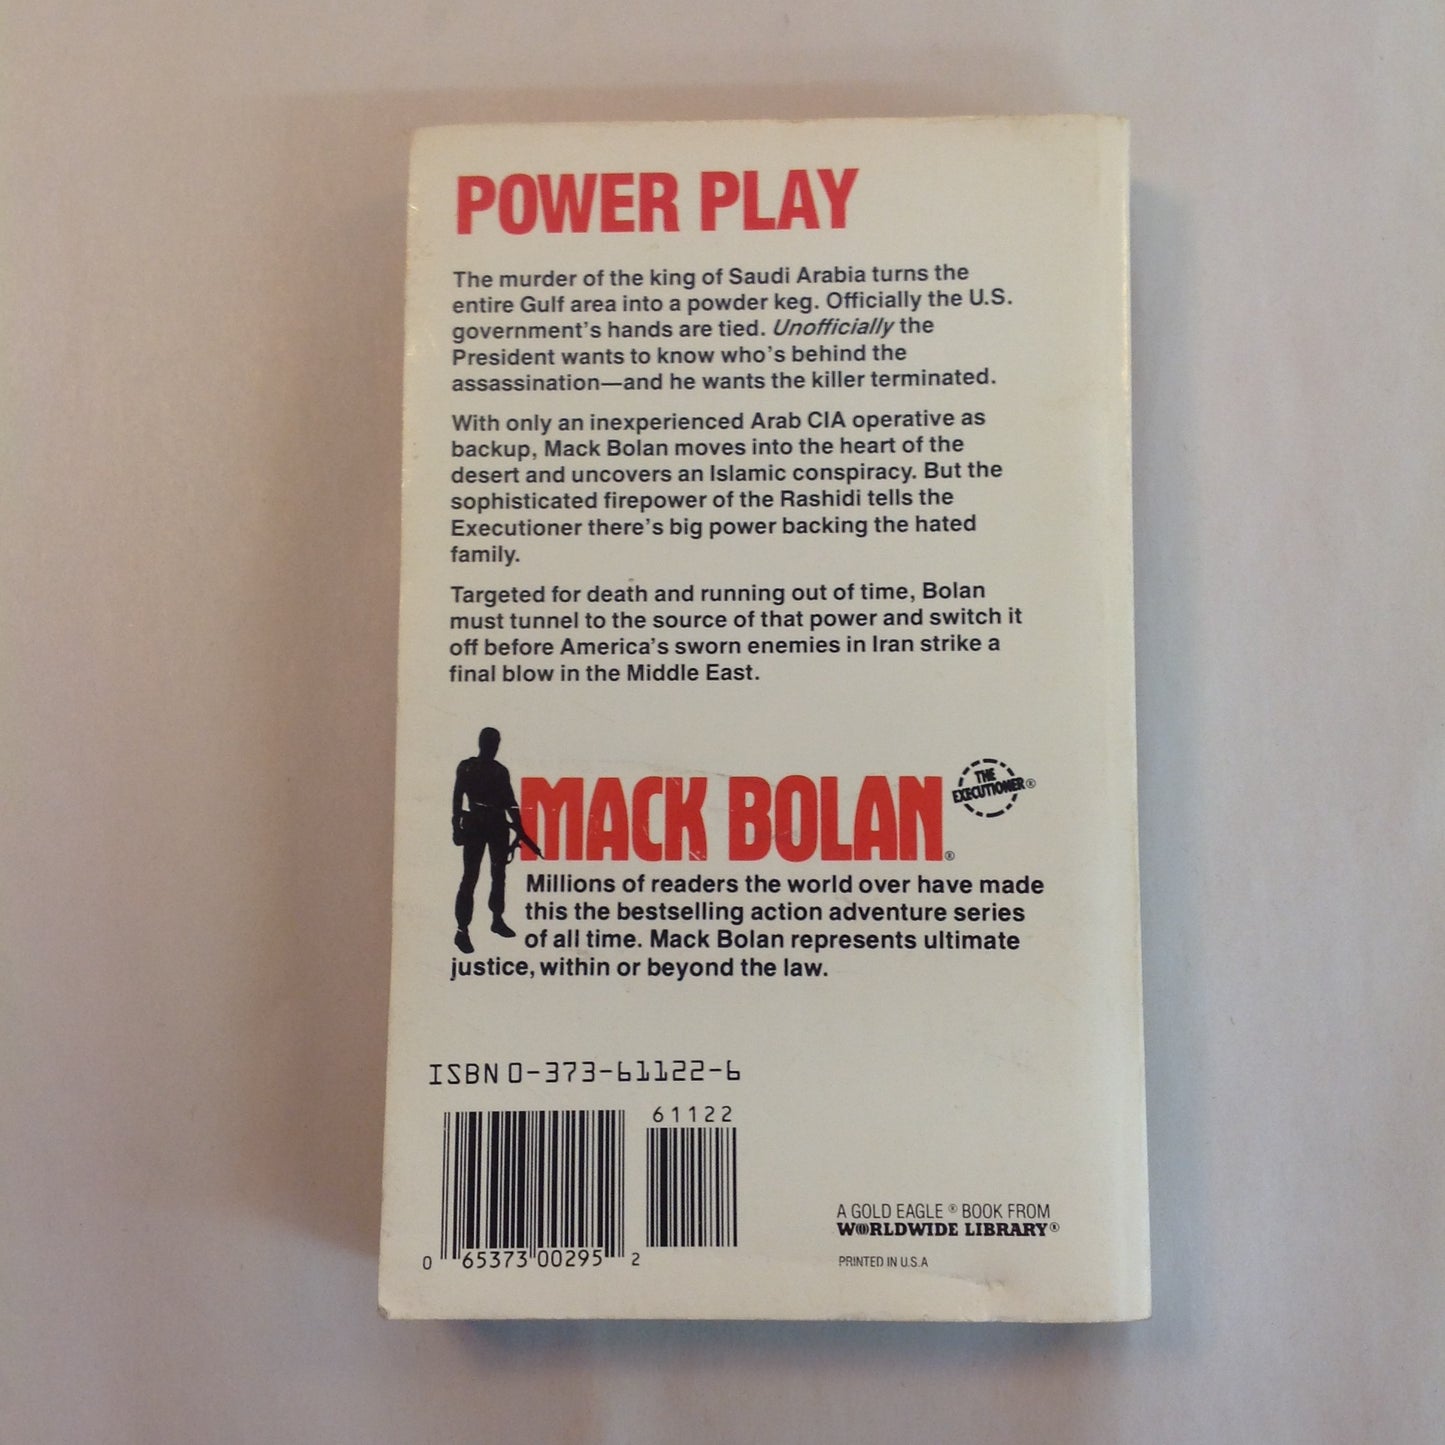 POWER PLAY
The murder of the king of Saudi Arabia turns the
entire Gulf area into a powder keg. Officially the U.S.
government's hands are tied. Unofficially the
President wants to know who's behind the
assassination—and he wants the killer terminated.
With only an inexperienced Arab CIA operative as
backup, Mack Bolan moves into the heart of the
desert and uncovers an Islamic conspiracy. But the
sophisticated firepower of the Rashidi tells the
Executioner there's big power backing the hated
family.
Targeted for death and running out of time, Bolan
must tunnel to the source of that power and switch it
off before America's sworn enemies in Iran strike a
final blow in the Middle East.
THE
EXECUTIONER®
MACK BOLAN®
Millions of readers the world over have made
this the bestselling action adventure series
of all time. Mack Bolan represents ultimate
justice, within or beyond the law.
ISBN 0-373-61122-6
61122
0 65373 00295 2
A GOLD EAGLE® BOOK FROM
WORLDWIDE LIBRARY®
PRINTED IN U.S.A